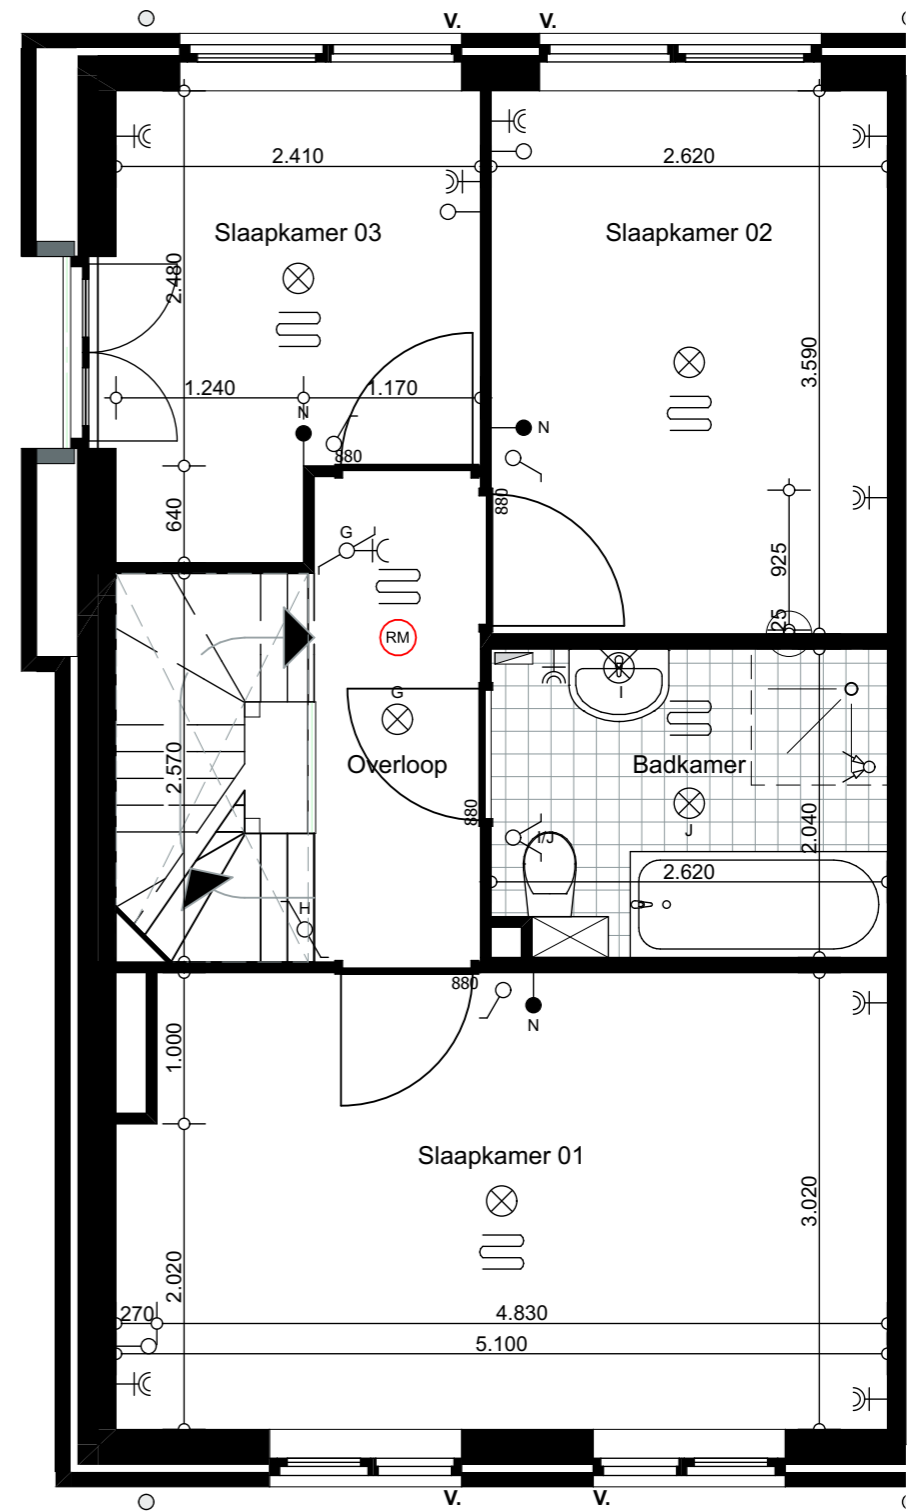 V. V.
2.410 2.620
Slaapkamer 03 Slaapkamer 02
2.480
3.590
1.240 1.170
N N
880
880
640
G
925
25
RM
G
I
Overloop Badkamer
2.570
880
J
2.040
I/J
2.620
H
880
N
1.000
Slaapkamer 01
3.020
2.020
270 4.830
5.100
V. V.